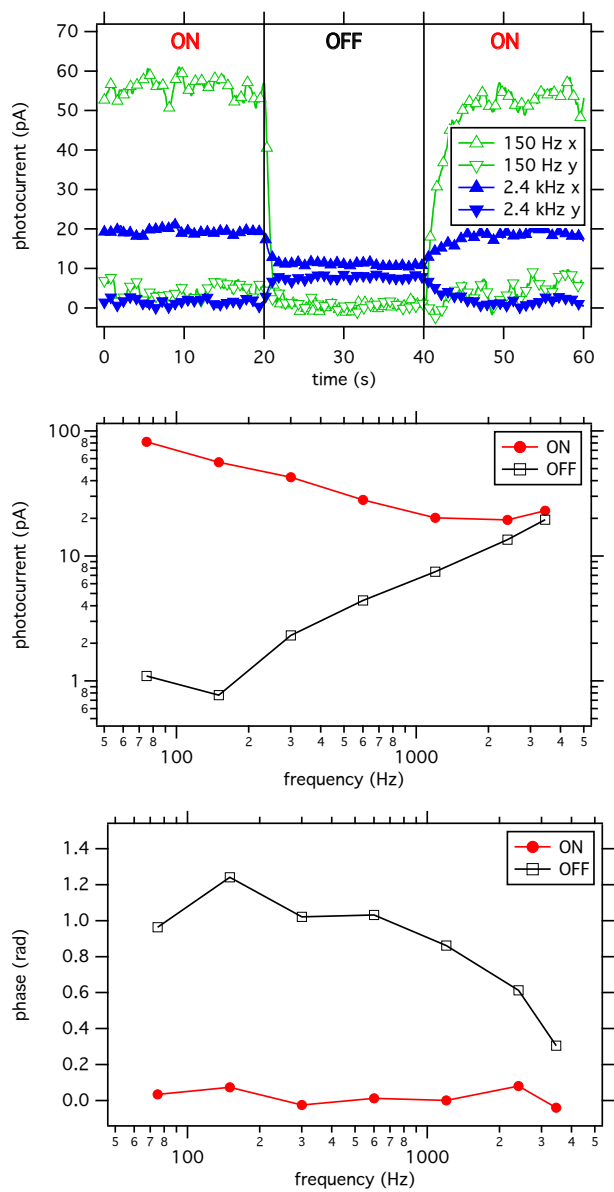 ON OFF ON
70
60
50
40
30
20
10
0
photocurrent (pA)
150 Hz x
150 Hz y
2.4 kHz x
2.4 kHz y
0 10 20 30 40 50 60
time (s)
100
8
6
4
2
10
8
6
4
2
1
8
6
photocurrent (pA)
ON
OFF
5 6 7 8 100 2 3 4 5 6 7 8 1000 2 3 4 5
frequency (Hz)
1.4
1.2
1.0
0.8
0.6
0.4
0.2
0.0
phase (rad)
ON
OFF
5 6 7 8 100 2 3 4 5 6 8 1000 2 3 4 5
frequency (Hz)